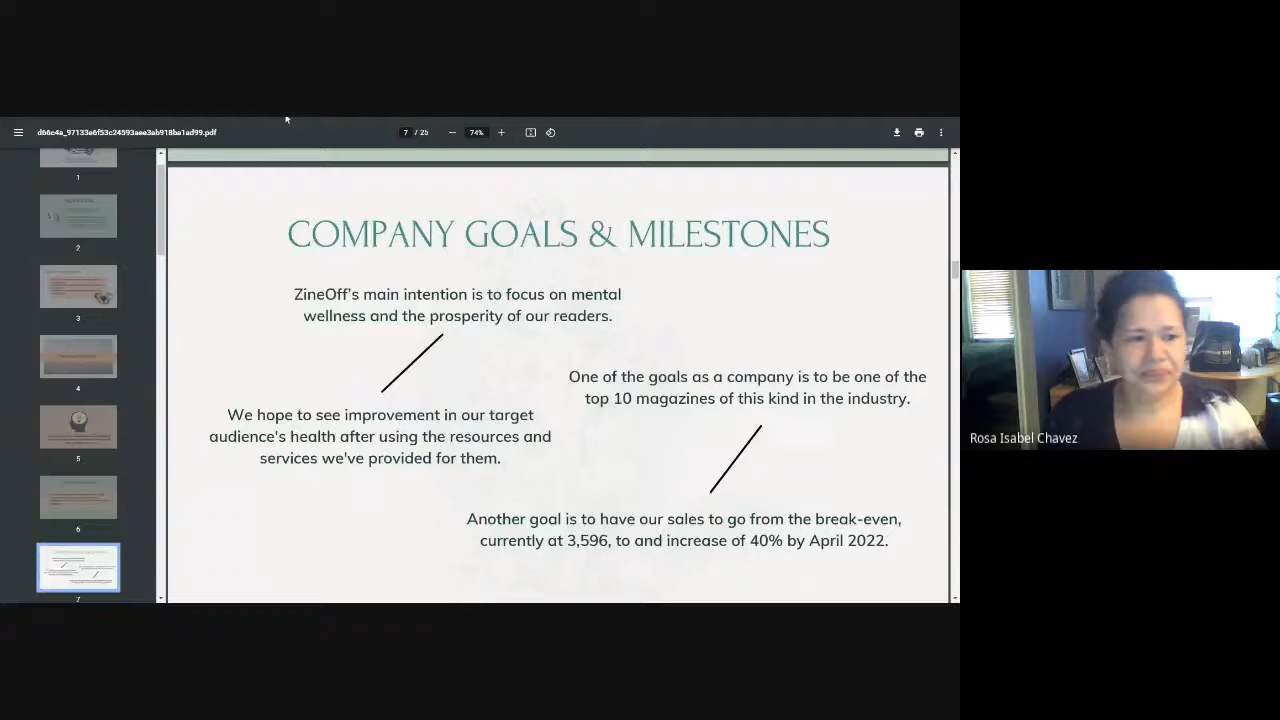 d66c4a_97133e6f53c24593aee3ab918ba1ad99.pdf
7 / 25
74%
1
2
3
4
5
6
7
COMPANY GOALS & MILESTONES
ZineOff's main intention is to focus on mental
wellness and the prosperity of our readers.
We hope to see improvement in our target
audience's health after using the resources and
services we've provided for them.
One of the goals as a company is to be one of the
top 10 magazines of this kind in the industry.
Another goal is to have our sales to go from the break-even,
currently at 3,596, to and increase of 40% by April 2022.
THANK YOU
Rosa Isabel Chavez